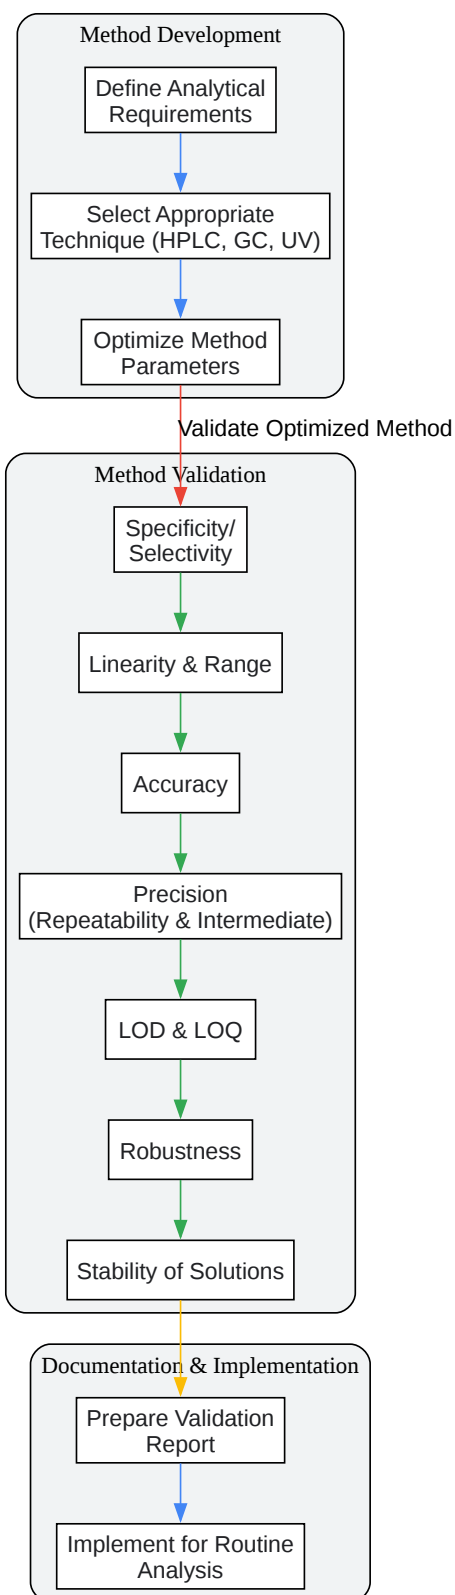 Method Development
Define Analytical
Requirements
Select Appropriate
Technique (HPLC, GC, UV)
Optimize Method
Parameters
Validate Optimized Method
Method Validation
Specificity/
Selectivity
Linearity & Range
Accuracy
Precision
(Repeatability & Intermediate)
LOD & LOQ
Robustness
Stability of Solutions
Documentation & Implementation
Prepare Validation
Report
Implement for Routine
Analysis